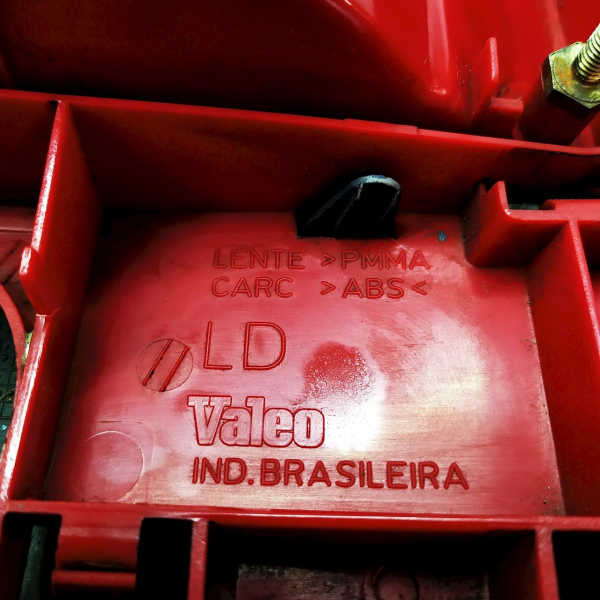 LENTE >PMMA
CARC >ABS<
LD
Valeo
IND.BRASILEIRA